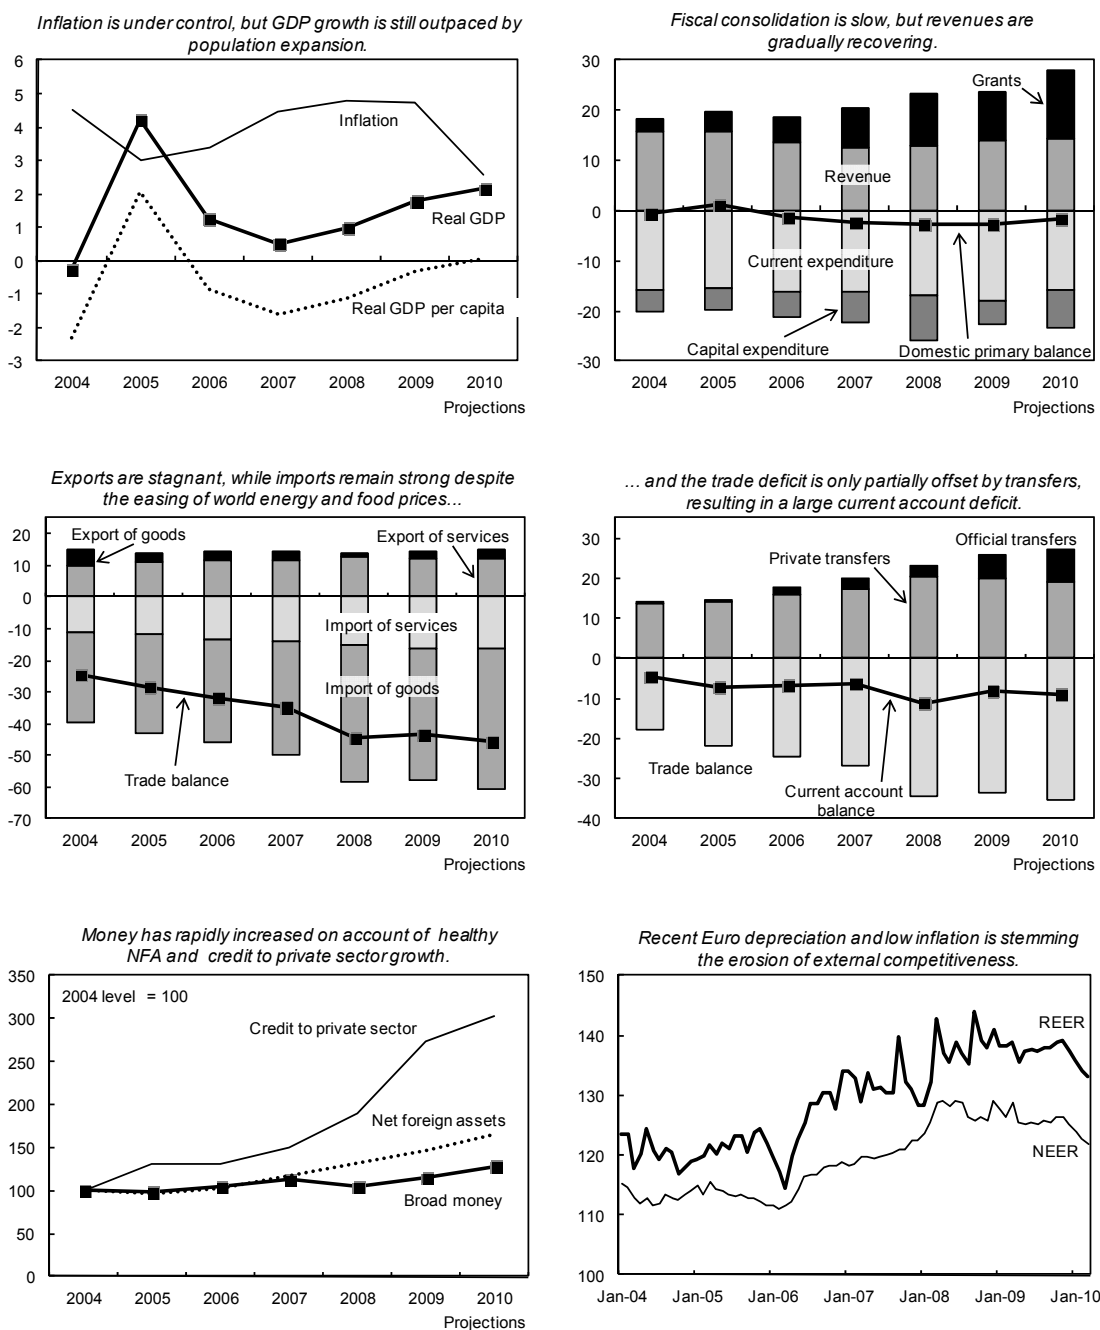 Inflation is under control, but GDP growth is still outpaced by
population expansion.
6
5
4
3
2
1
0
-1
-2
-3
Inflation
Real GDP
Real GDP per capita
2004 2005 2006 2007 2008 2009 2010
Projections
Fiscal consolidation is slow, but revenues are
gradually recovering.
30
20
10
0
-10
-20
-30
Grants
Revenue
Current expenditure
Capital expenditure
Domestic primary balance
2004 2005 2006 2007 2008 2009 2010
Projections
Exports are stagnant, while imports remain strong despite
the easing of world energy and food prices…
20
10
0
-10
-20
-30
-40
-50
-60
-70
Export of goods
Export of services
Import of services
Import of goods
Trade balance
2004 2005 2006 2007 2008 2009 2010
Projections
… and the trade deficit is only partially offset by transfers,
resulting in a large current account deficit.
30
20
10
0
-10
-20
-30
-40
Official transfers
Private transfers
Trade balance
Current account
balance
2004 2005 2006 2007 2008 2009 2010
Projections
Money has rapidly increased on account of healthy
NFA and credit to private sector growth.
350
300
250
200
150
100
50
0
2004 level = 100
Credit to private sector
Net foreign assets
Broad money
2004 2005 2006 2007 2008 2009 2010
Projections
Recent Euro depreciation and low inflation is stemming
the erosion of external competitiveness.
150
140
130
120
110
100
REER
NEER
Jan-04 Jan-05 Jan-06 Jan-07 Jan-08 Jan-09 Jan-10